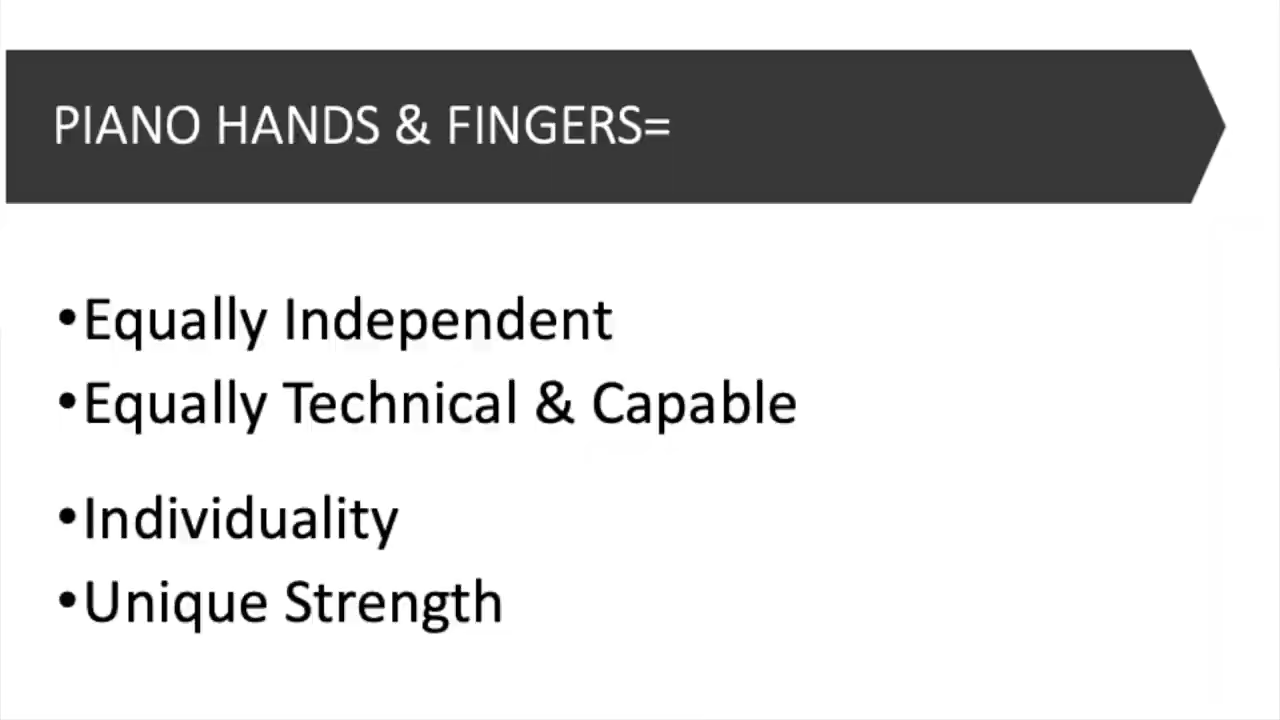 PIANO HANDS & FINGERS=
•Equally Independent
•Equally Technical & Capable
•Individuality
•Unique Strength